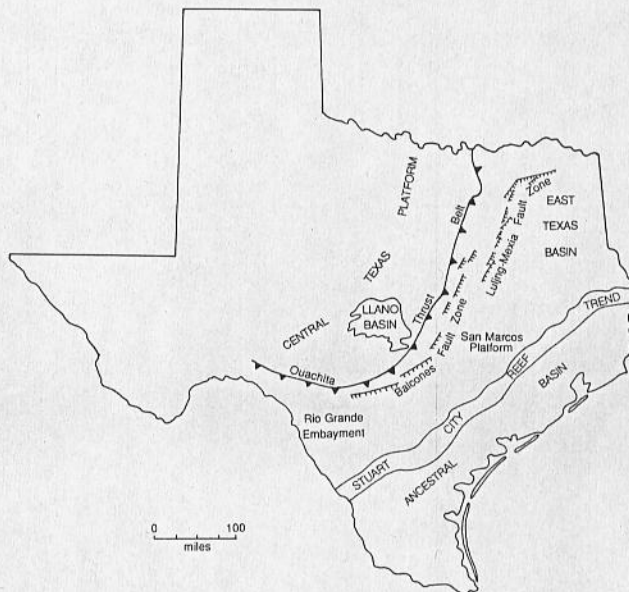 CENTRAL TEXAS PLATFORM
LLANO
BASIN
Ouachita Thrust Belt
Balcones Fault Zone
Luling-Mexia Fault Zone
EAST
TEXAS
BASIN
San Marcos
Platform
Rio Grande
Embayment
STUART CITY REEF TREND
ANCESTRAL BASIN
0 100
miles